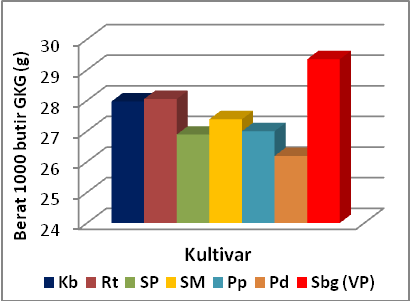 Berat 1000 butir GKG (g)
30
29
28
27
26
25
24
Kultivar
Kb Rt SP SM Pp Pd Sbg (VP)